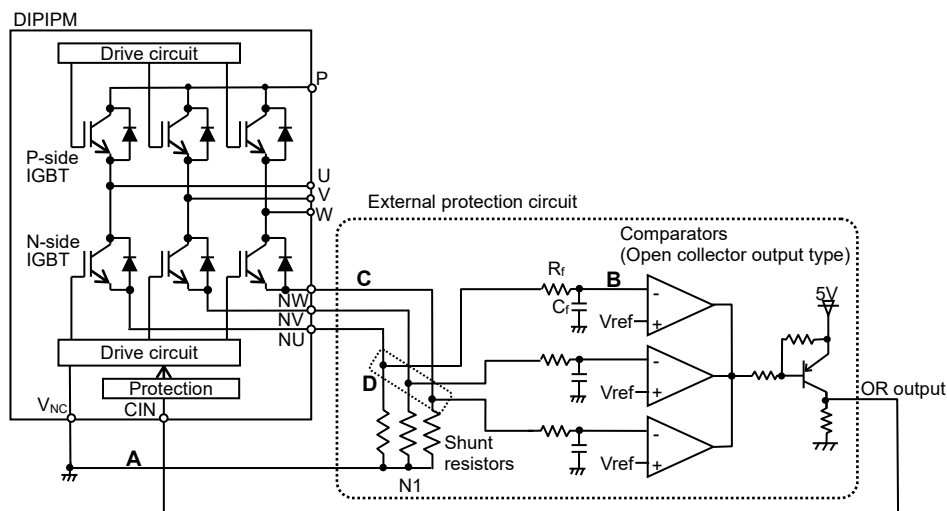 DIPIPM
Drive circuit
P
P-side
IGBT
U
V
W
External protection circuit
N-side
IGBT
Comparators
(Open collector output type)
C
Rf
B
5V
NW
NV
NU
Cf
Vref
Drive circuit
D
Vref
Protection
OR output
VNC
CIN
Shunt
resistors
Vref
A
N1
-
+
-
+
-
+